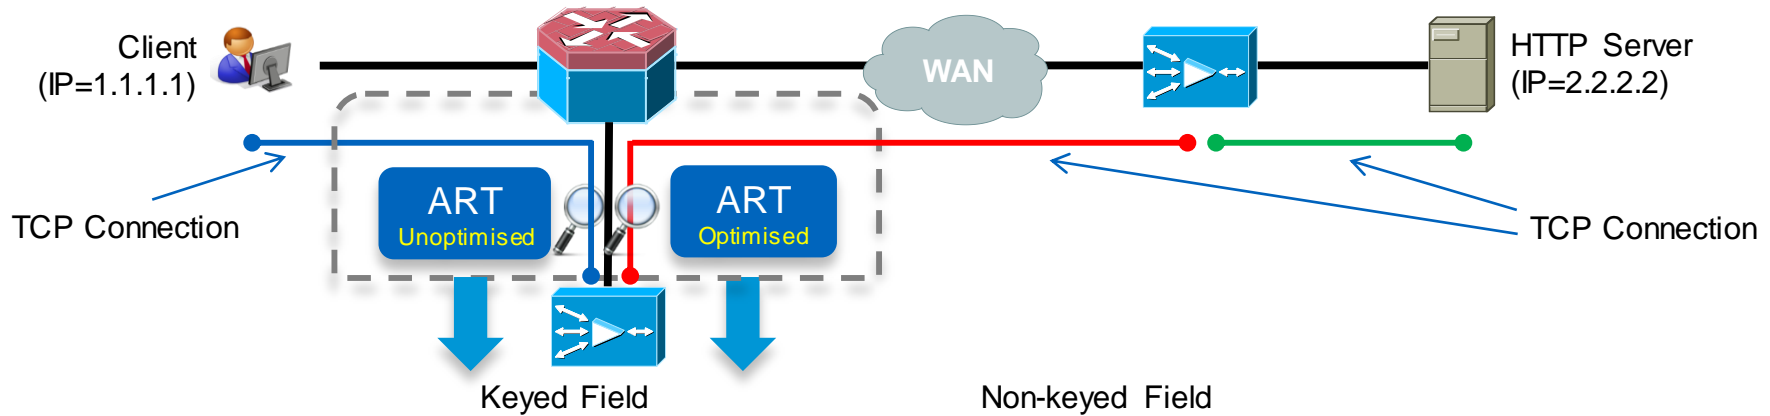 Client
(IP=1.1.1.1)
WAN
HTTP Server
(IP=2.2.2.2)
ART
Unoptimised
ART
Optimised
TCP Connection
TCP Connection
Keyed Field
Non-keyed Field